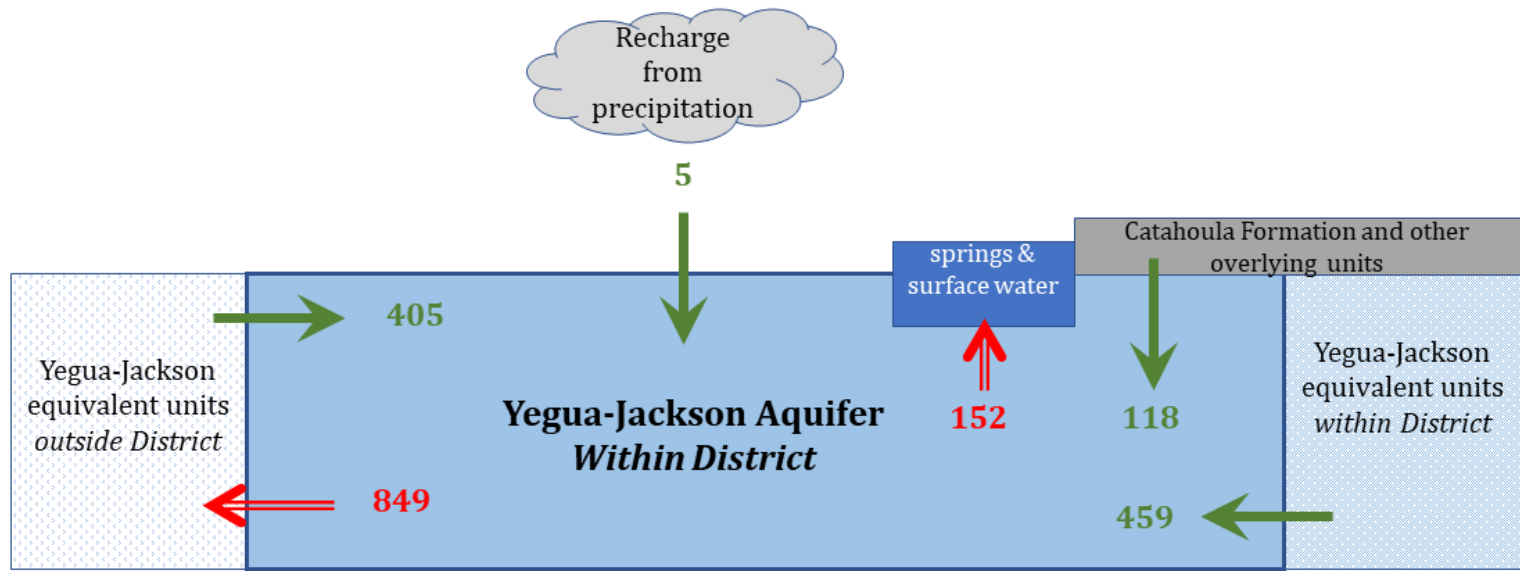 Recharge
from
precipitation
5
Catahoula Formation and other
overlying units
springs &
surface water
405
Yegua-Jackson
equivalent units
outside District
Yegua-Jackson Aquifer
Within District
152
118
Yegua-Jackson
equivalent units
within District
849
459